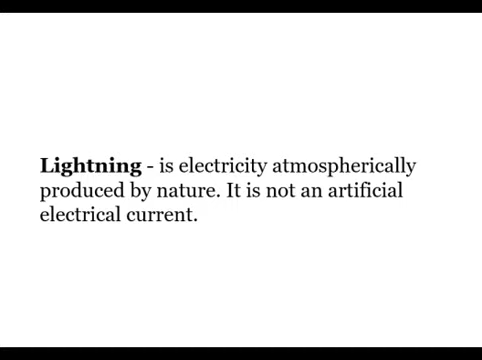 Lightning - is electricity atmospherically
produced by nature. It is not an artificial
electrical current.